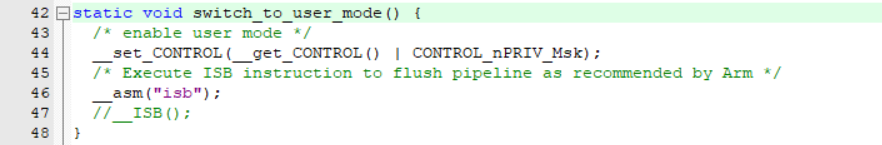 42 static void switch_to_user_mode() {
43 /* enable user mode */
44 __set_CONTROL(__get_CONTROL() | CONTROL_nPRIV_Msk);
45 /* Execute ISB instruction to flush pipeline as recommended by Arm */
46 __asm("isb");
47 //__ISB();
48 }